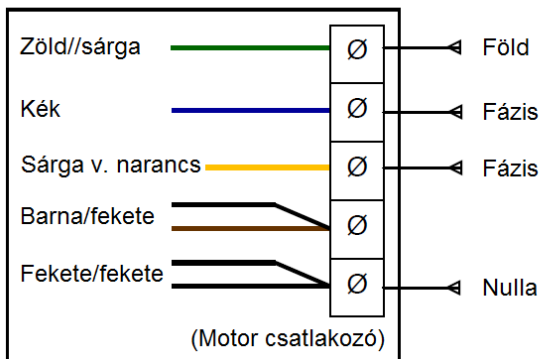 Zöld//sárga Ø Föld
Kék Ø Fázis
Sárga v. narancs Ø Fázis
Barna/fekete Ø
Fekete/fekete Ø Nulla
(Motor csatlakozó)